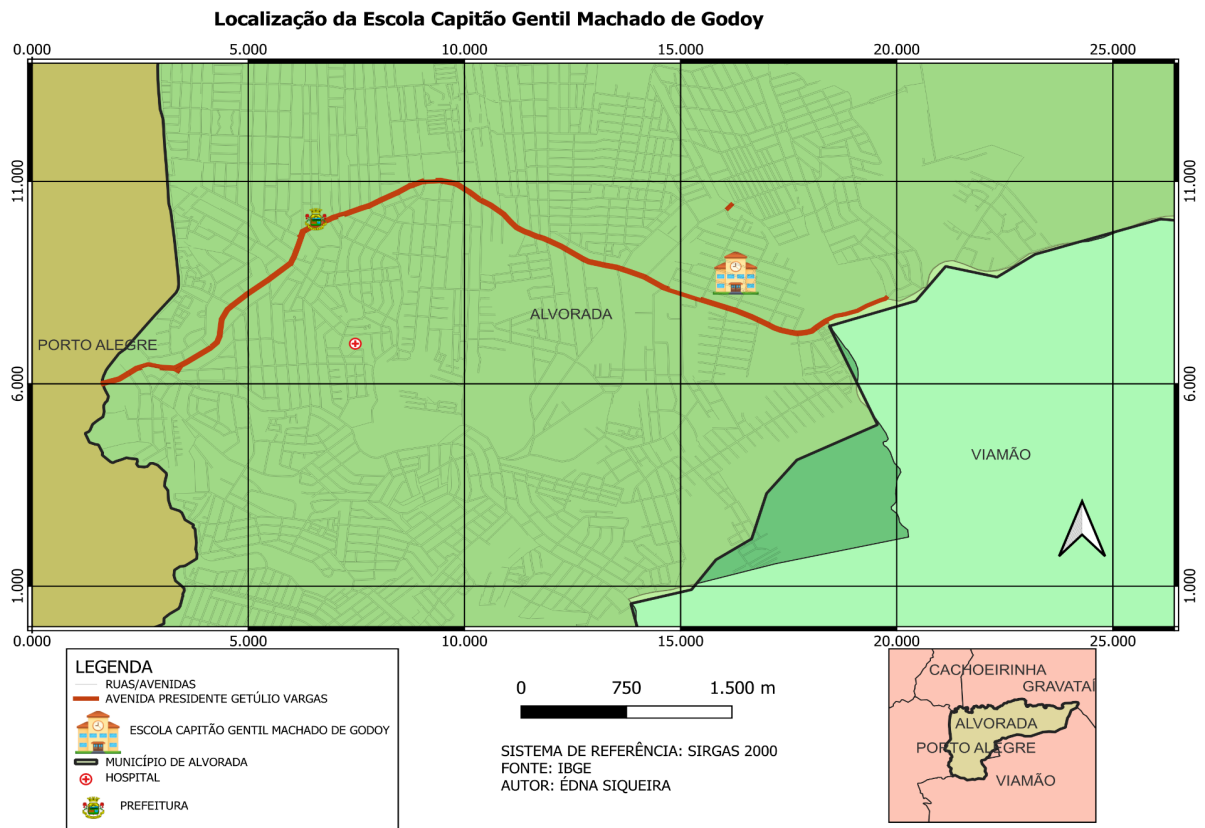 Localização da Escola Capitão Gentil Machado de Godoy
0.000 5.000 10.000 15.000 20.000 25.000
11.000 11.000
ALVORADA
PORTO ALEGRE
6.000 6.000
VIAMÃO
1.000 1.000
0.000 5.000 10.000 15.000 20.000 25.000
LEGENDA
RUAS/AVENIDAS
AVENIDA PRESIDENTE GETÚLIO VARGAS
ESCOLA CAPITÃO GENTIL MACHADO DE GODOY
MUNICÍPIO DE ALVORADA
HOSPITAL
PREFEITURA
0 750 1.500 m
SISTEMA DE REFERÊNCIA: SIRGAS 2000
FONTE: IBGE
AUTOR: ÉDNA SIQUEIRA
CACHOEIRINHA
GRAVATAÍ
ALVORADA
PORTO ALEGRE
VIAMÃO